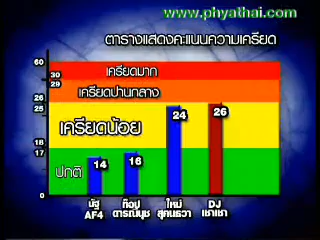 www.phyathai.com
ตารางแสดงคะแนนความเครียด
60
30
เครียดมาก
29
เครียดปานกลาง
26
25
เครียดน้อย
24
26
18
17
ปกติ
14
16
0
นัฐ AF4
ท๊อป ดารณีนุช
ใหม่ สุคนธวา
DJ เชาเชา